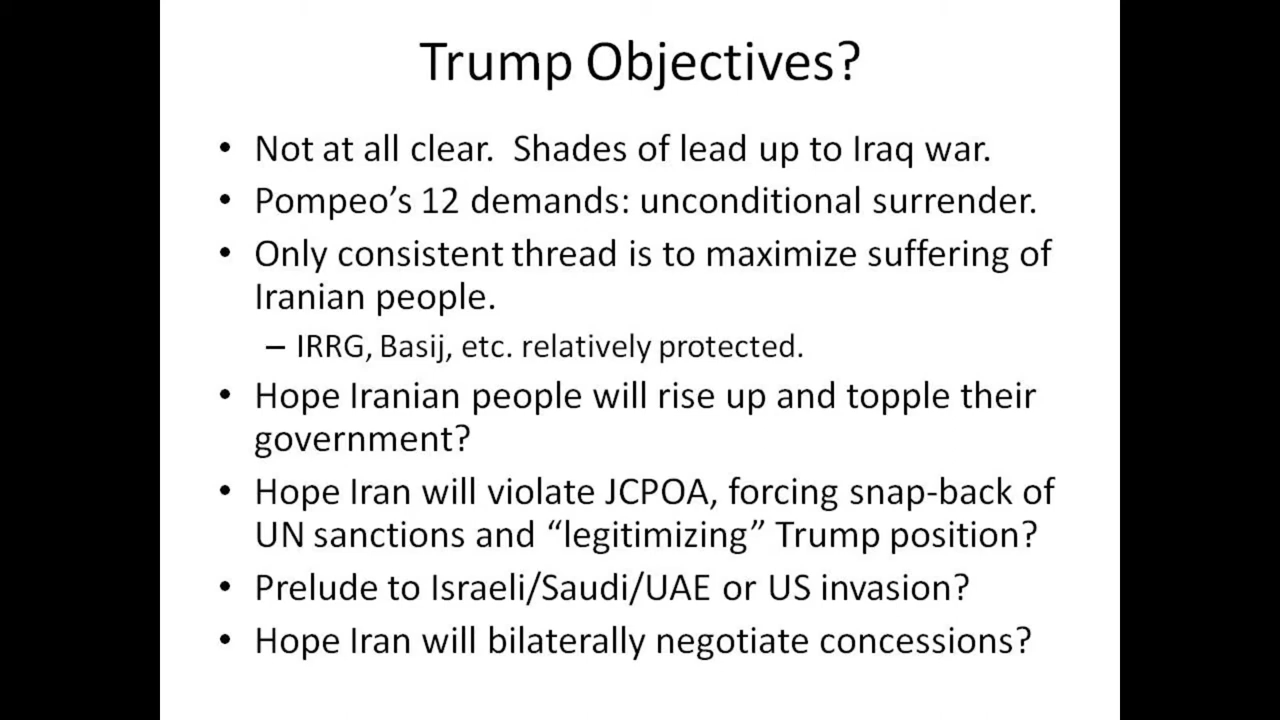 Trump Objectives?
• Not at all clear.  Shades of lead up to Iraq war.
• Pompeo’s 12 demands: unconditional surrender.
• Only consistent thread is to maximize suffering of
Iranian people.
– IRRG, Basij, etc. relatively protected.
• Hope Iranian people will rise up and topple their
government?
• Hope Iran will violate JCPOA, forcing snap-back of
UN sanctions and “legitimizing” Trump position?
• Prelude to Israeli/Saudi/UAE or US invasion?
• Hope Iran will bilaterally negotiate concessions?